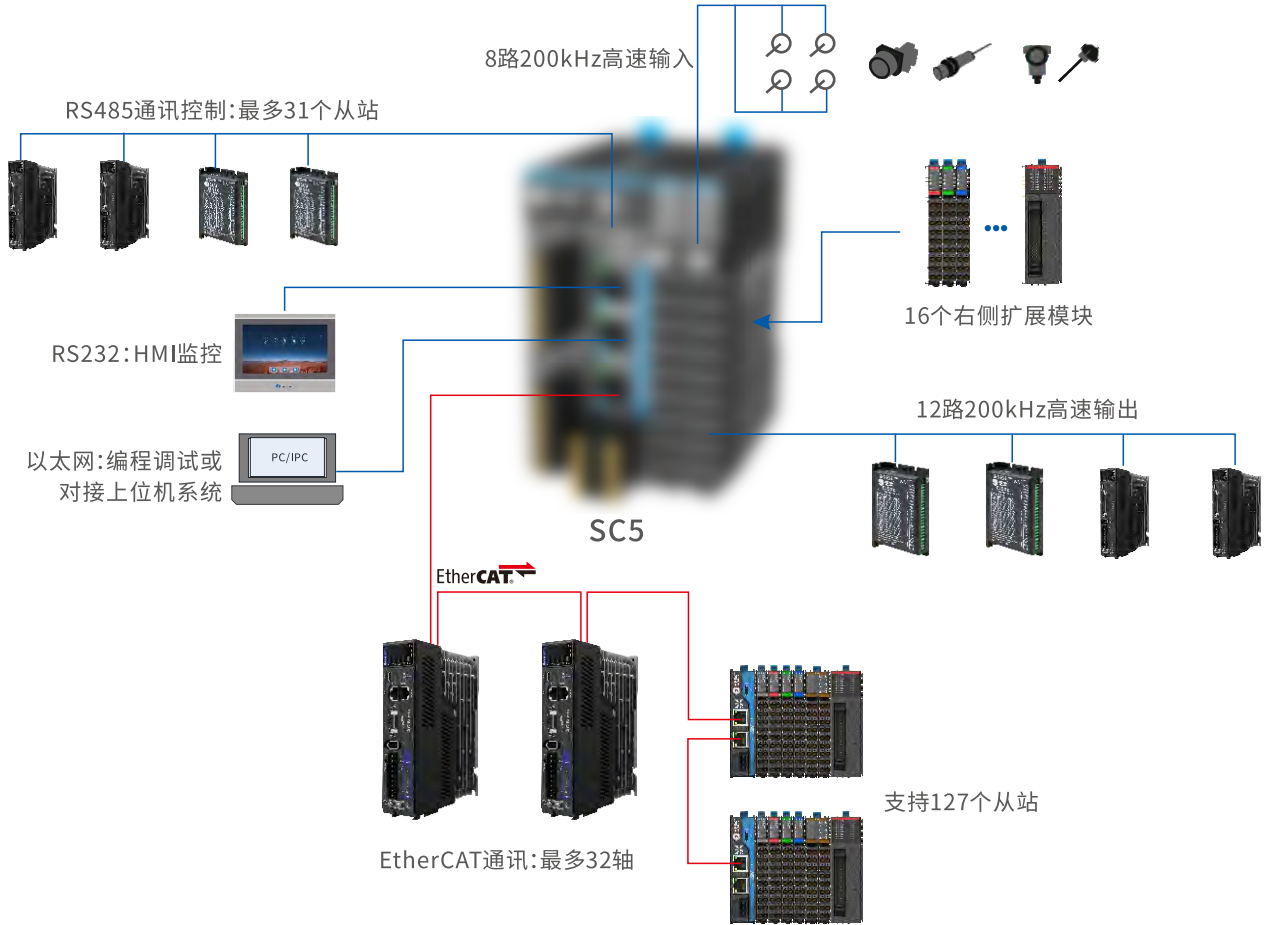 8路200kHz高速输入
RS485通讯控制:最多31个从站
16个右侧扩展模块
RS232:HMI监控
12路200kHz高速输出
以太网:编程调试或
对接上位机系统
PC/IPC
SC5
EtherCAT
EtherCAT通讯:最多32轴
支持127个从站